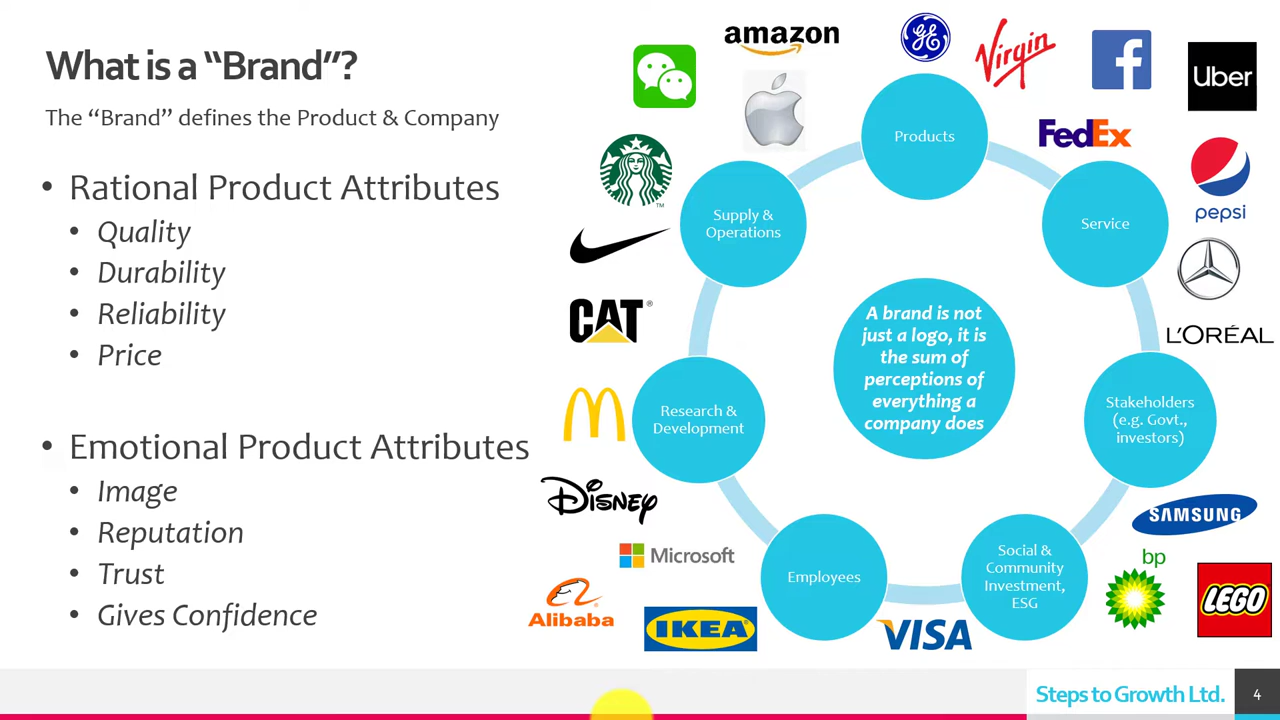 What is a “Brand”?
The “Brand” defines the Product & Company
• Rational Product Attributes
• Quality
• Durability
• Reliability
• Price
• Emotional Product Attributes
• Image
• Reputation
• Trust
• Gives Confidence
amazon
GE
Virgin
f
Uber
FedEx
pepsi
L'ORÉAL
SAMSUNG
bp
LEGO
VISA
IKEA
Alibaba
Microsoft
Disney
CAT®
TM
Products
Service
Stakeholders
(e.g. Govt.,
investors)
Social &
Community
Investment,
ESG
Employees
Research &
Development
Supply &
Operations
A brand is not
just a logo, it is
the sum of
perceptions of
everything a
company does
Steps to Growth Ltd.
4